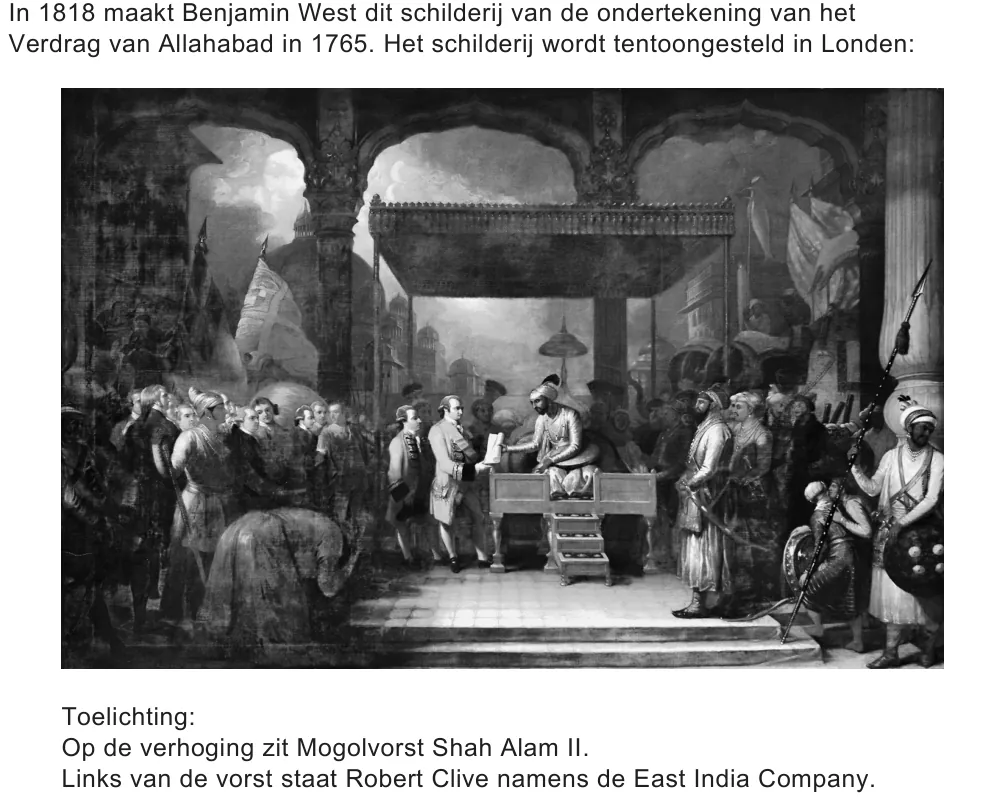 In 1818 maakt Benjamin West dit schilderij van de ondertekening van het
Verdrag van Allahabad in 1765. Het schilderij wordt tentoongesteld in Londen:
Toelichting:
Op de verhoging zit Mogolvorst Shah Alam II.
Links van de vorst staat Robert Clive namens de East India Company.